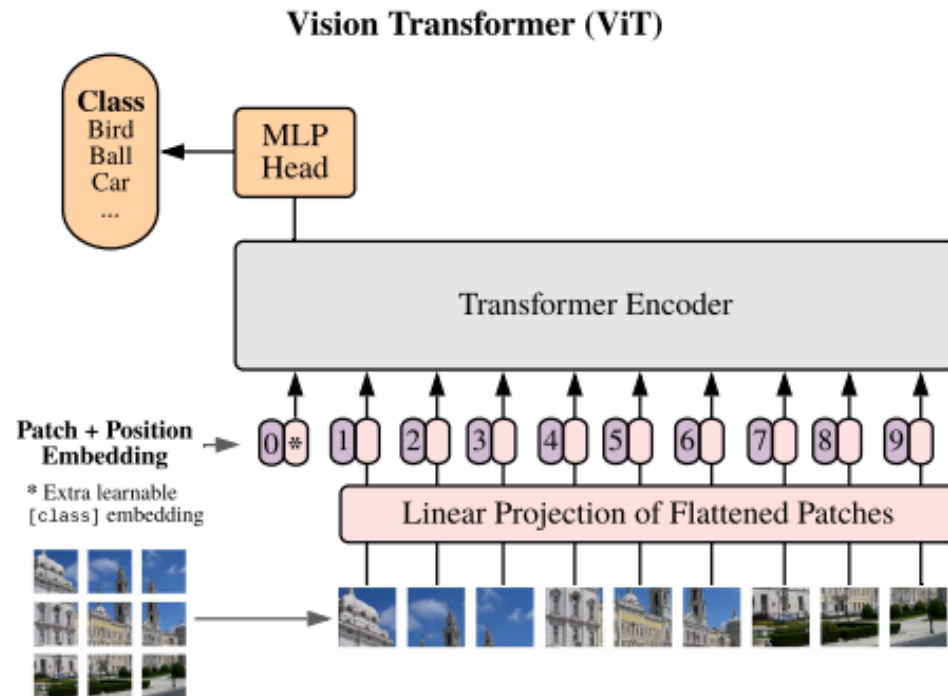 Vision Transformer (ViT)
Class
Bird
Ball
Car
...
MLP
Head
Transformer Encoder
Patch + Position
Embedding
0 * 1 2 3 4 5 6 7 8 9
* Extra learnable
[class] embedding
Linear Projection of Flattened Patches